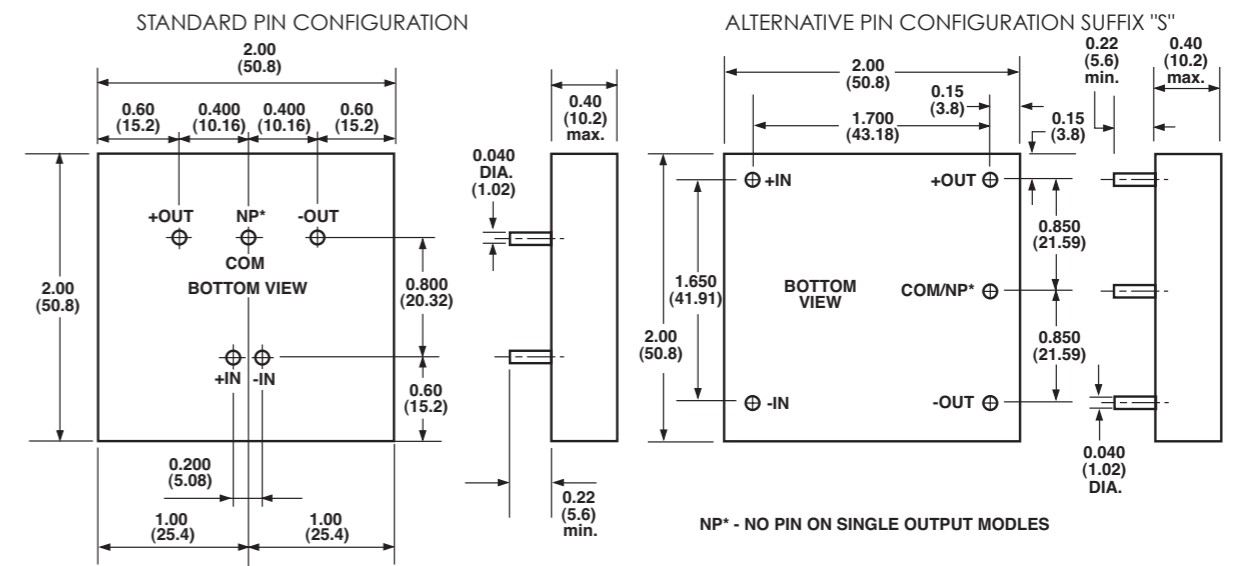 STANDARD PIN CONFIGURATION
2.00
(50.8)
0.60
(15.2)
0.400
(10.16)
0.400
(10.16)
0.60
(15.2)
0.40
(10.2)
max.
0.040
DIA.
(1.02)
+OUT NP* -OUT
COM
BOTTOM VIEW
2.00
(50.8)
0.800
(20.32)
+IN -IN
0.60
(15.2)
0.200
(5.08)
1.00
(25.4)
1.00
(25.4)
0.22
(5.6)
min.
ALTERNATIVE PIN CONFIGURATION SUFFIX "S"
2.00
(50.8)
0.22
(5.6)
min.
0.40
(10.2)
max.
0.15
(3.8)
1.700
(43.18)
0.15
(3.8)
+IN +OUT
0.850
(21.59)
1.650
(41.91)
BOTTOM
VIEW
COM/NP*
2.00
(50.8)
0.850
(21.59)
-IN -OUT
0.040
(1.02)
DIA.
NP* - NO PIN ON SINGLE OUTPUT MODLES